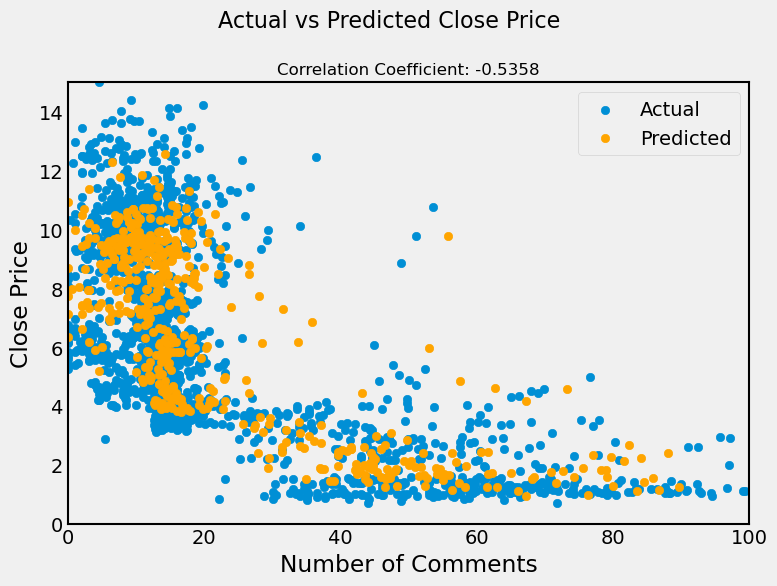 Actual vs Predicted Close Price
Correlation Coefficient: -0.5358
Actual
Predicted
Close Price
14
12
10
8
6
4
2
0
0 20 40 60 80 100
Number of Comments